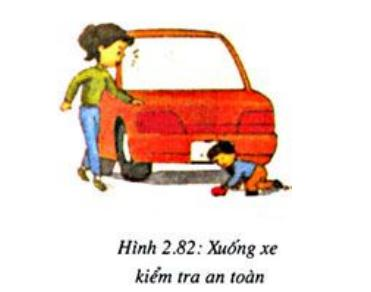 Hình 2.82: Xuống xe
kiểm tra an toàn